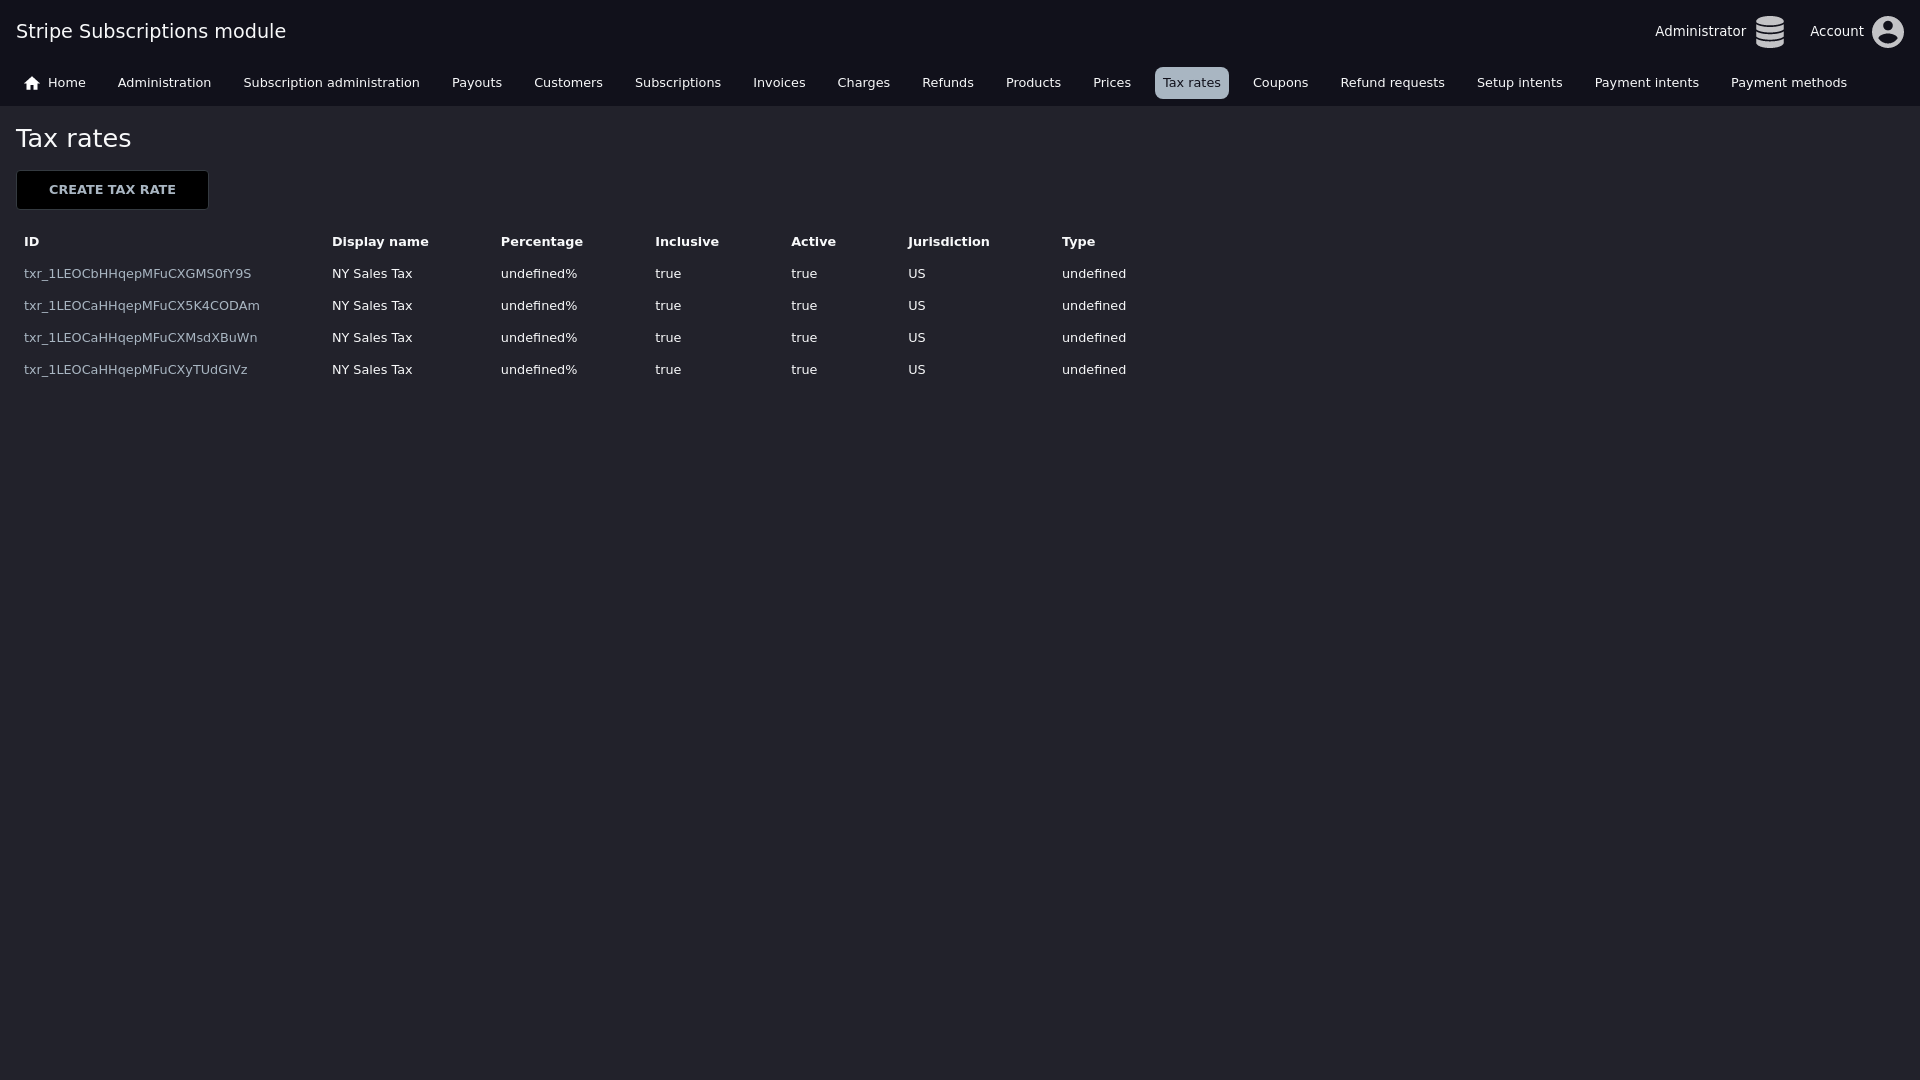 Stripe Subscriptions module
Administrator
Account
Home Administration Subscription administration Payouts Customers Subscriptions Invoices Charges Refunds Products Prices Tax rates Coupons Refund requests Setup intents Payment intents Payment methods
Tax rates
CREATE TAX RATE
ID Display name Percentage Inclusive Active Jurisdiction Type
txr_1LEOCbHHqepMFuCXGMS0fY9S NY Sales Tax undefined% true true US undefined
txr_1LEOCaHHqepMFuCX5K4CODAm NY Sales Tax undefined% true true US undefined
txr_1LEOCaHHqepMFuCXMsdXBuWn NY Sales Tax undefined% true true US undefined
txr_1LEOCaHHqepMFuCXyTUdGIVz NY Sales Tax undefined% true true US undefined